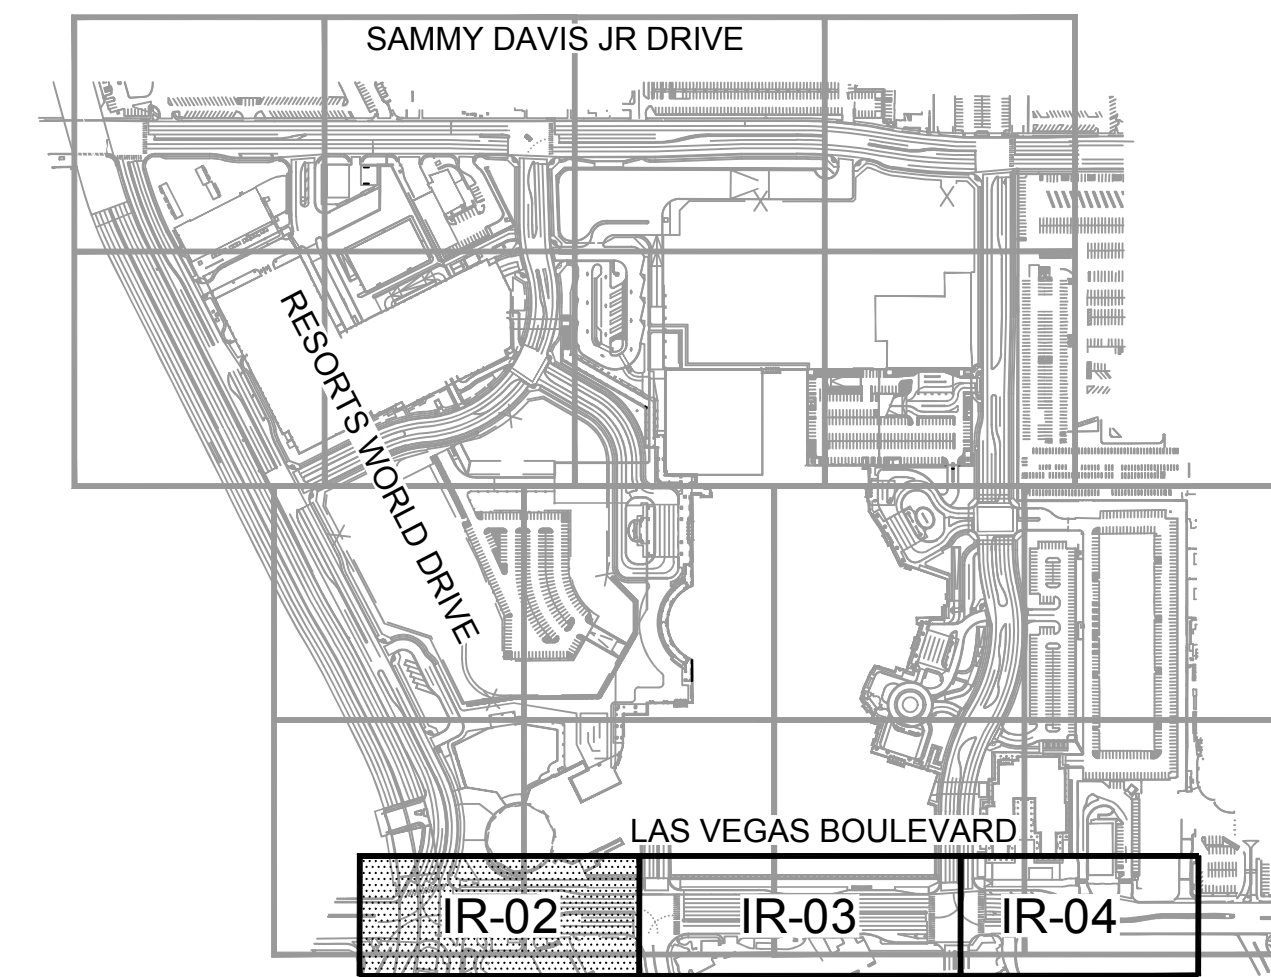 SAMMY DAVIS JR DRIVE
RESORTS WORLD DRIVE
LAS VEGAS BOULEVARD
IR-02
IR-03
IR-04